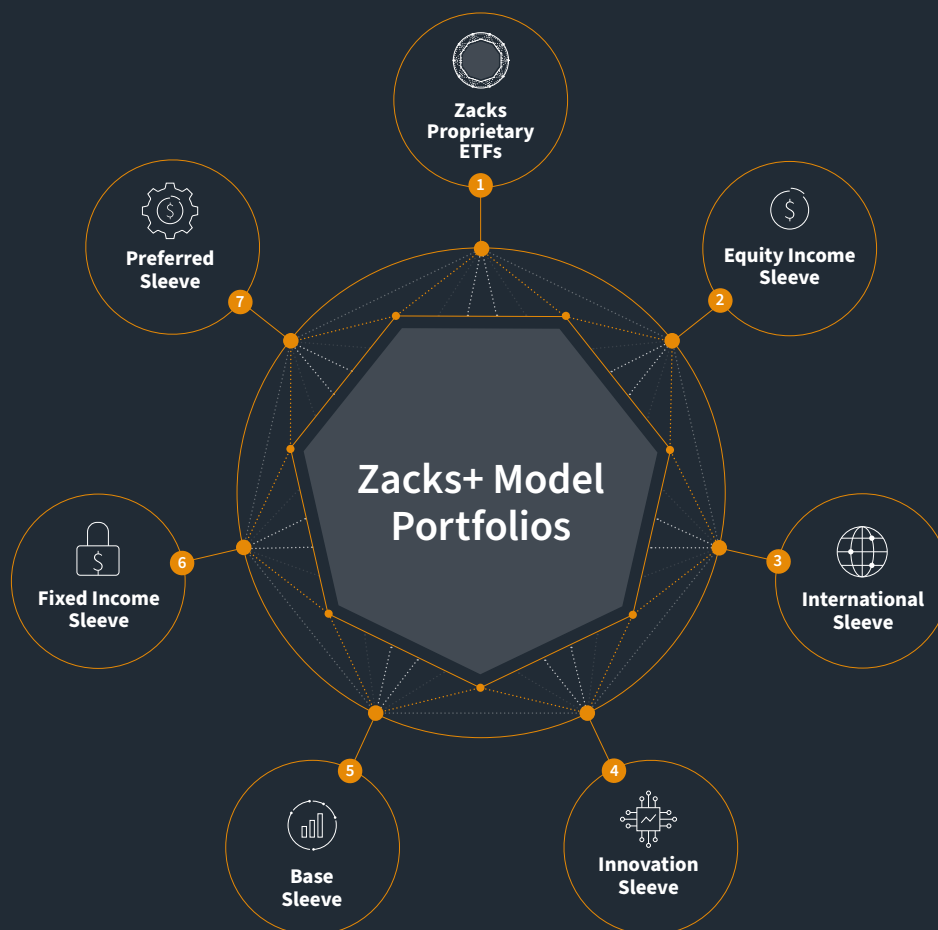 Zacks
Proprietary
ETFs
1
Equity Income
Sleeve
2
International
Sleeve
3
Innovation
Sleeve
4
Base
Sleeve
5
Fixed Income
Sleeve
6
Preferred
Sleeve
7
Zacks+ Model
Portfolios
$
$
$